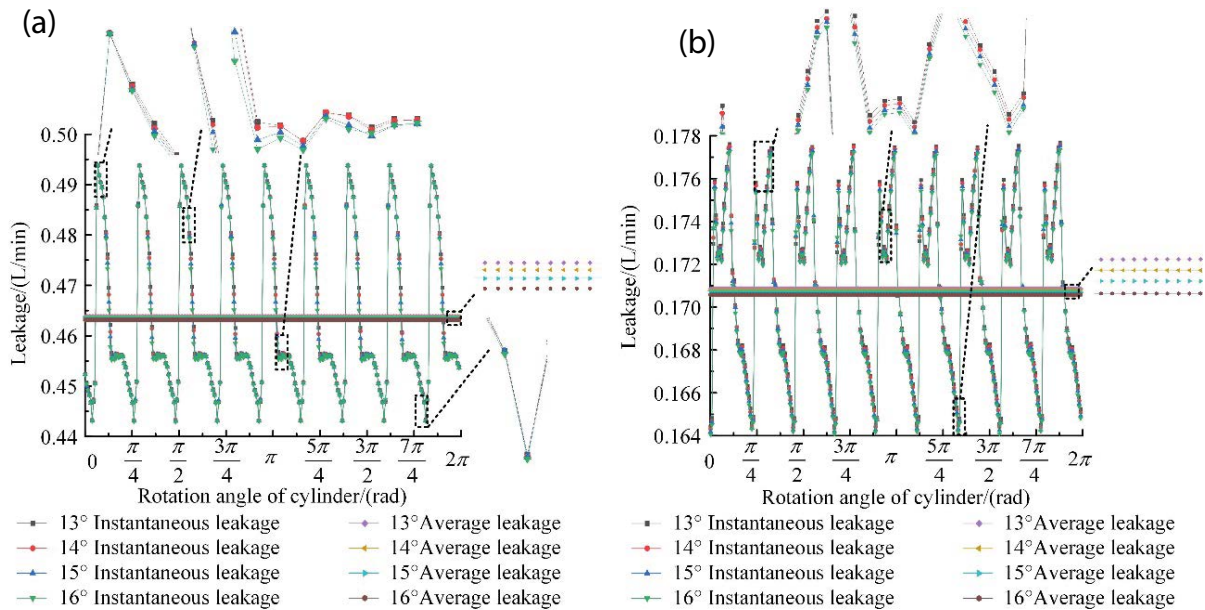 (a)
Leakage/(L/min)
0.50
0.49
0.48
0.47
0.46
0.45
0.44
0 π/4 π/2 3π/4 π 5π/4 3π/2 7π/4 2π
Rotation angle of cylinder/(rad)
13° Instantaneous leakage
14° Instantaneous leakage
15° Instantaneous leakage
16° Instantaneous leakage
13°Average leakage
14°Average leakage
15°Average leakage
16°Average leakage
(b)
Leakage/(L/min)
0.178
0.176
0.174
0.172
0.170
0.168
0.166
0.164
0 π/4 π/2 3π/4 π 5π/4 3π/2 7π/4 2π
Rotation angle of cylinder/(rad)
13° Instantaneous leakage
14° Instantaneous leakage
15° Instantaneous leakage
16° Instantaneous leakage
13°Average leakage
14°Average leakage
15°Average leakage
16°Average leakage